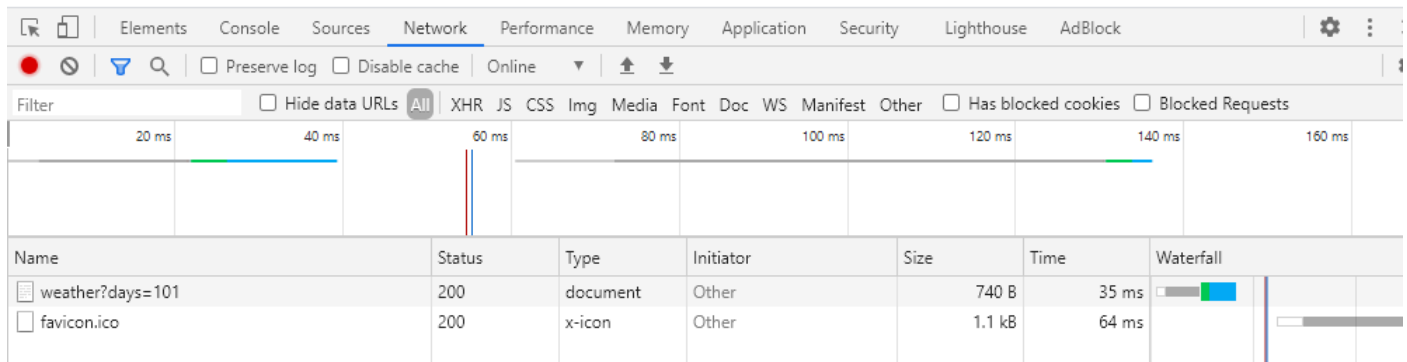 Elements Console Sources Network Performance Memory Application Security Lighthouse AdBlock
Preserve log Disable cache Online
Filter Hide data URLs All XHR JS CSS Img Media Font Doc WS Manifest Other Has blocked cookies Blocked Requests
20 ms 40 ms 60 ms 80 ms 100 ms 120 ms 140 ms 160 ms
Name Status Type Initiator Size Time Waterfall
weather?days=101 200 document Other 740 B 35 ms
favicon.ico 200 x-icon Other 1.1 kB 64 ms